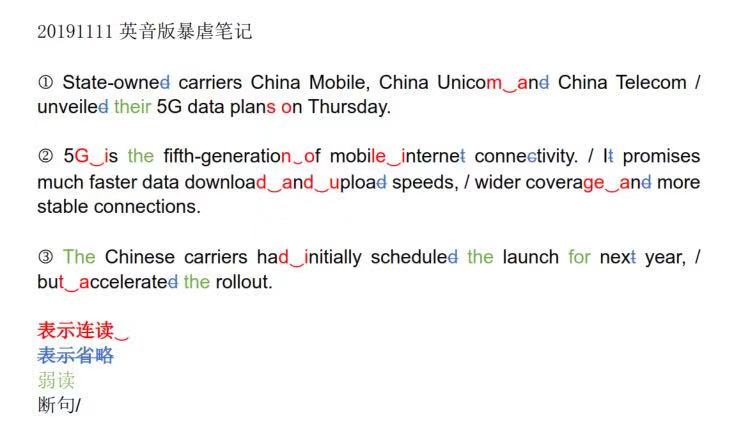 20191111 英音版暴虐笔记
① State-owned carriers China Mobile, China Unicom‿and China Telecom /
unveiled their 5G data plans on Thursday.
② 5G‿is the fifth-generation‿of mobile‿internet connectivity. / It promises
much faster data download‿and‿upload speeds, / wider coverage‿and more
stable connections.
③ The Chinese carriers had‿initially scheduled the launch for next year, /
but‿accelerated the rollout.
表示连读‿
表示省略
弱读
断句/